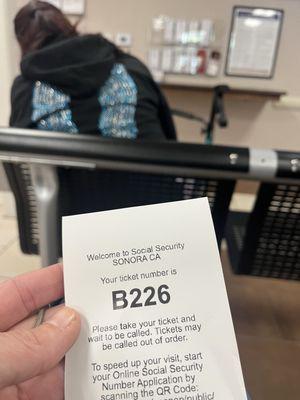 Welcome to Social Security
SONORA CA
Your ticket number is
B226
Please take your ticket and
wait to be called. Tickets may
be called out of order.
To speed up your visit, start
your Online Social Security
Number Application by
scanning the QR Code: